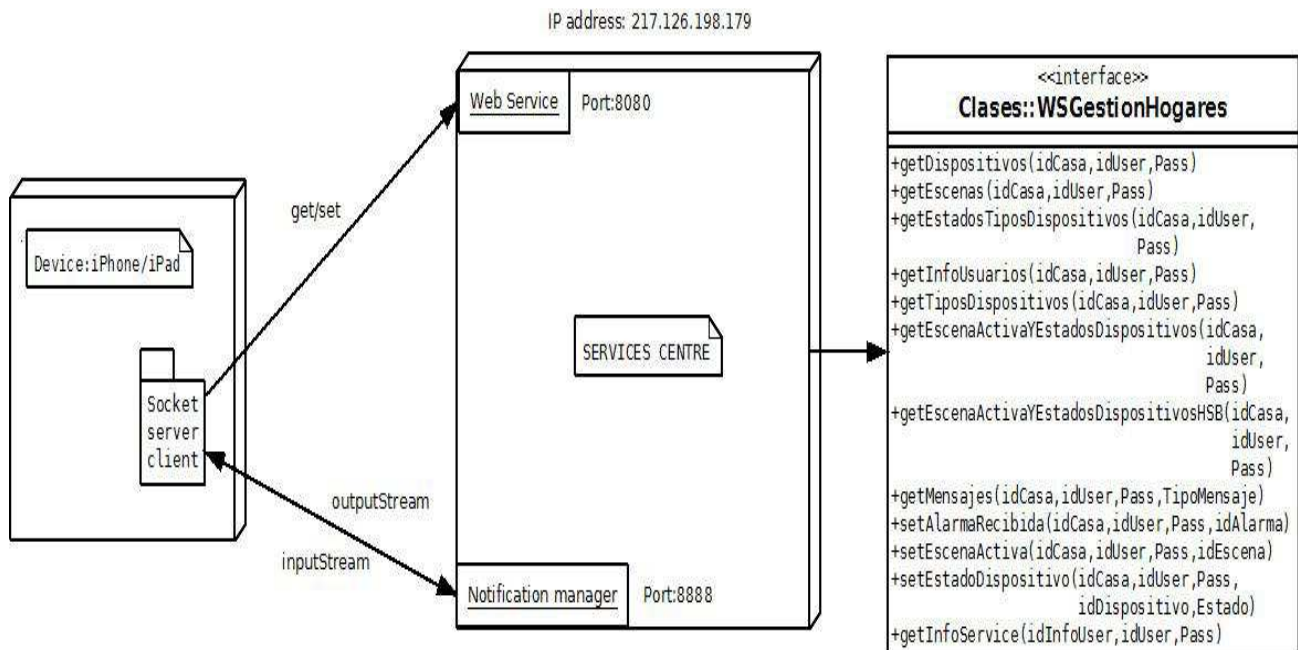 IP address: 217.126.198.179
Web Service
Port:8080
get/set
Device:iPhone/iPad
Socket
server
client
SERVICES CENTRE
outputStream
inputStream
Notification manager
Port:8888
<<interface>>
Clases::WSGestionHogares
+getDispositivos(idCasa,idUser,Pass)
+getEscenas(idCasa,idUser,Pass)
+getEstadosTiposDispositivos(idCasa,idUser,
Pass)
+getInfoUsuarios(idCasa,idUser,Pass)
+getTiposDispositivos(idCasa,idUser,Pass)
+getEscenaActivaYEstadosDispositivos(idCasa,
idUser,
Pass)
+getEscenaActivaYEstadosDispositivosHSB(idCasa,
idUser,
Pass)
+getMensajes(idCasa,idUser,Pass,TipoMensaje)
+setAlarmaRecibida(idCasa,idUser,Pass,idAlarma)
+setEscenaActiva(idCasa,idUser,Pass,idEscena)
+setEstadoDispositivo(idCasa,idUser,Pass,
idDispositivo,Estado)
+getInfoService(idInfoUser,idUser,Pass)